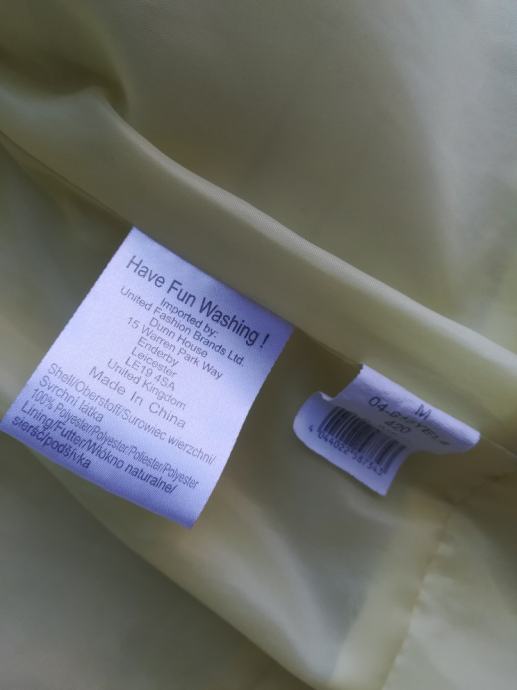 Have Fun Washing !
Imported by:
United Fashion Brands Ltd.
Dunn House
15 Warren Park Way
Enderby
Leicester
LE19 4SA
United Kingdom
Made In China
Shell/Oberstoff/Surowiec wierzchni/
Svrchní látka
100% Polyester/Polyester/Poliester/Polyester
Lining/Futter/Włókno naturalne/
sierść/podšívka
M
420